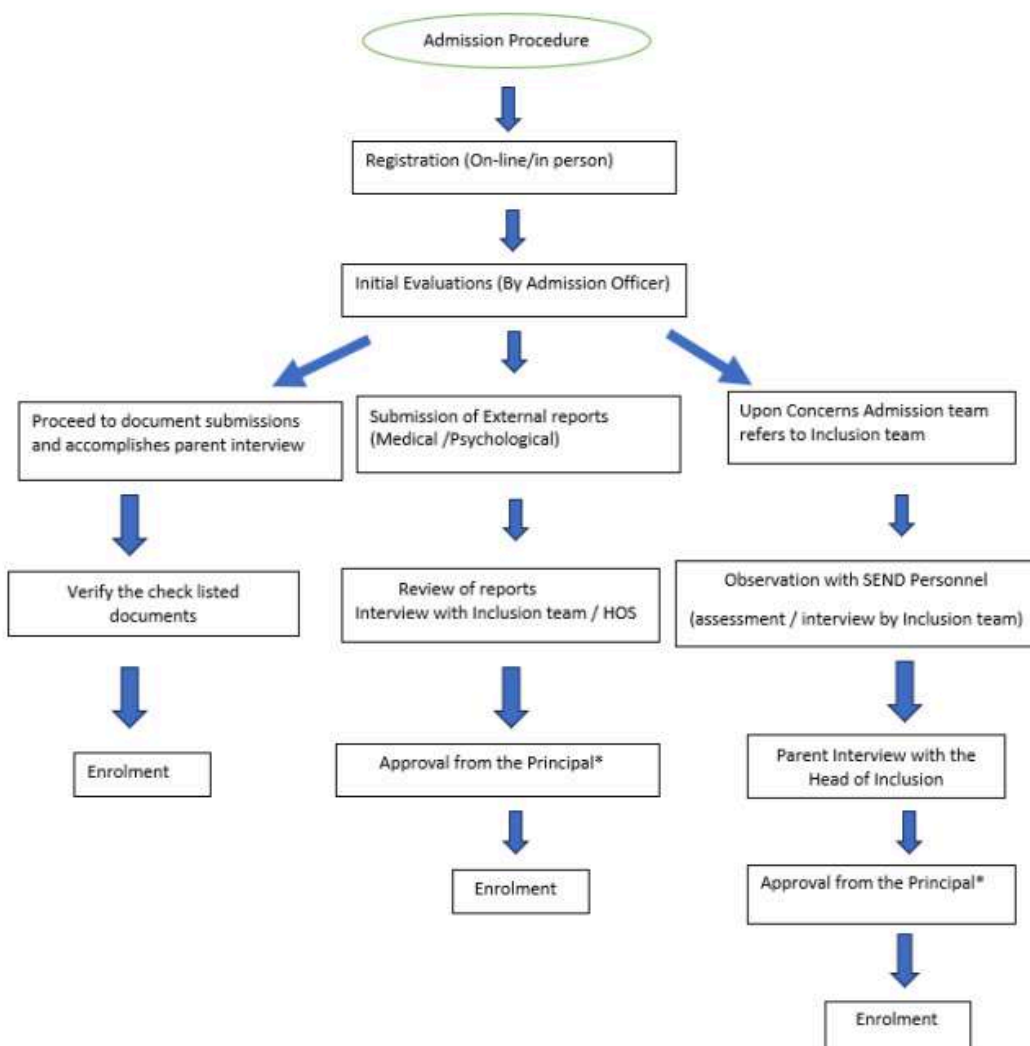 Admission Procedure
Registration (On-line/in person)
Initial Evaluations (By Admission Officer)
Proceed to document submissions
and accomplishes parent interview
Submission of External reports
(Medical /Psychological)
Upon Concerns Admission team
refers to Inclusion team
Verify the check listed
documents
Review of reports
Interview with Inclusion team / HOS
Observation with SEND Personnel
(assessment / interview by Inclusion team)
Enrolment
Approval from the Principal*
Parent Interview with the
Head of Inclusion
Enrolment
Approval from the Principal*
Enrolment